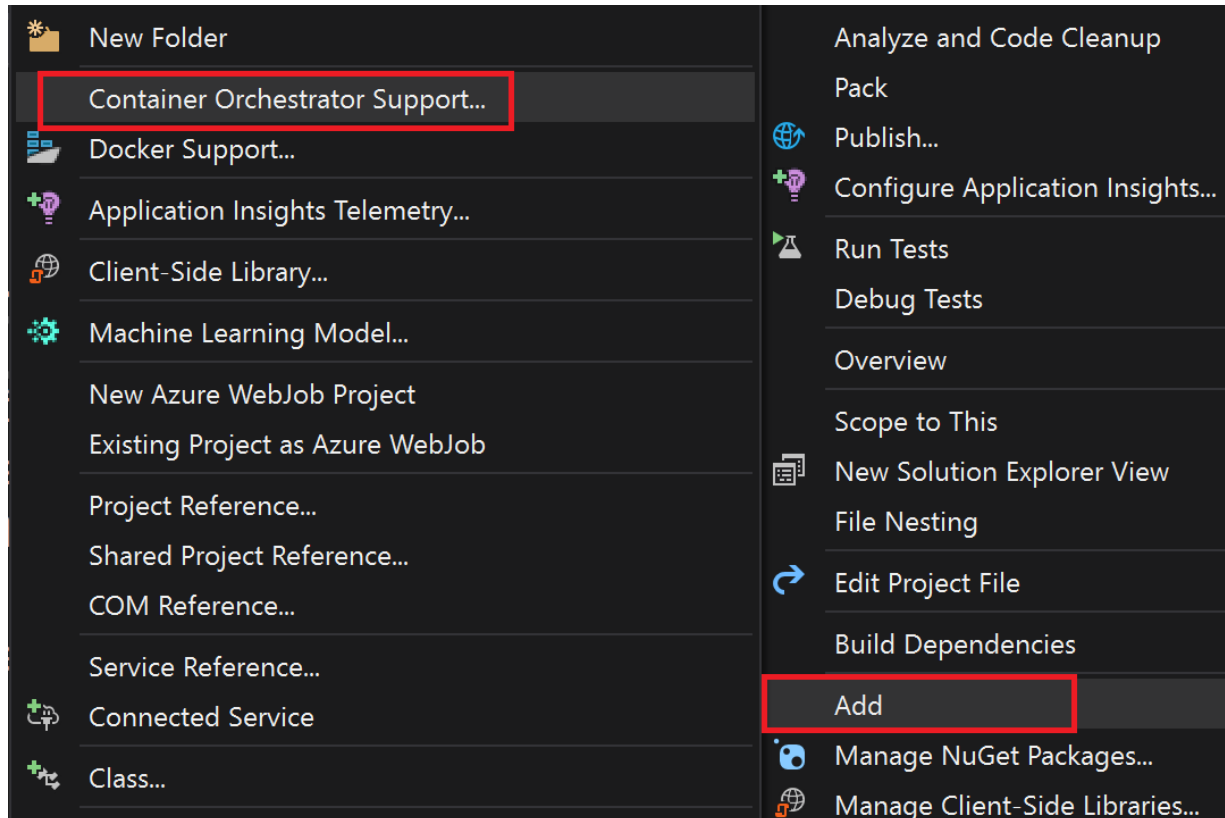 New Folder
Container Orchestrator Support...
Docker Support...
Application Insights Telemetry...
Client-Side Library...
Machine Learning Model...
New Azure WebJob Project
Existing Project as Azure WebJob
Project Reference...
Shared Project Reference...
COM Reference...
Service Reference...
Connected Service
Class...
Analyze and Code Cleanup
Pack
Publish...
Configure Application Insights...
Run Tests
Debug Tests
Overview
Scope to This
New Solution Explorer View
File Nesting
Edit Project File
Build Dependencies
Add
Manage NuGet Packages...
Manage Client-Side Libraries...